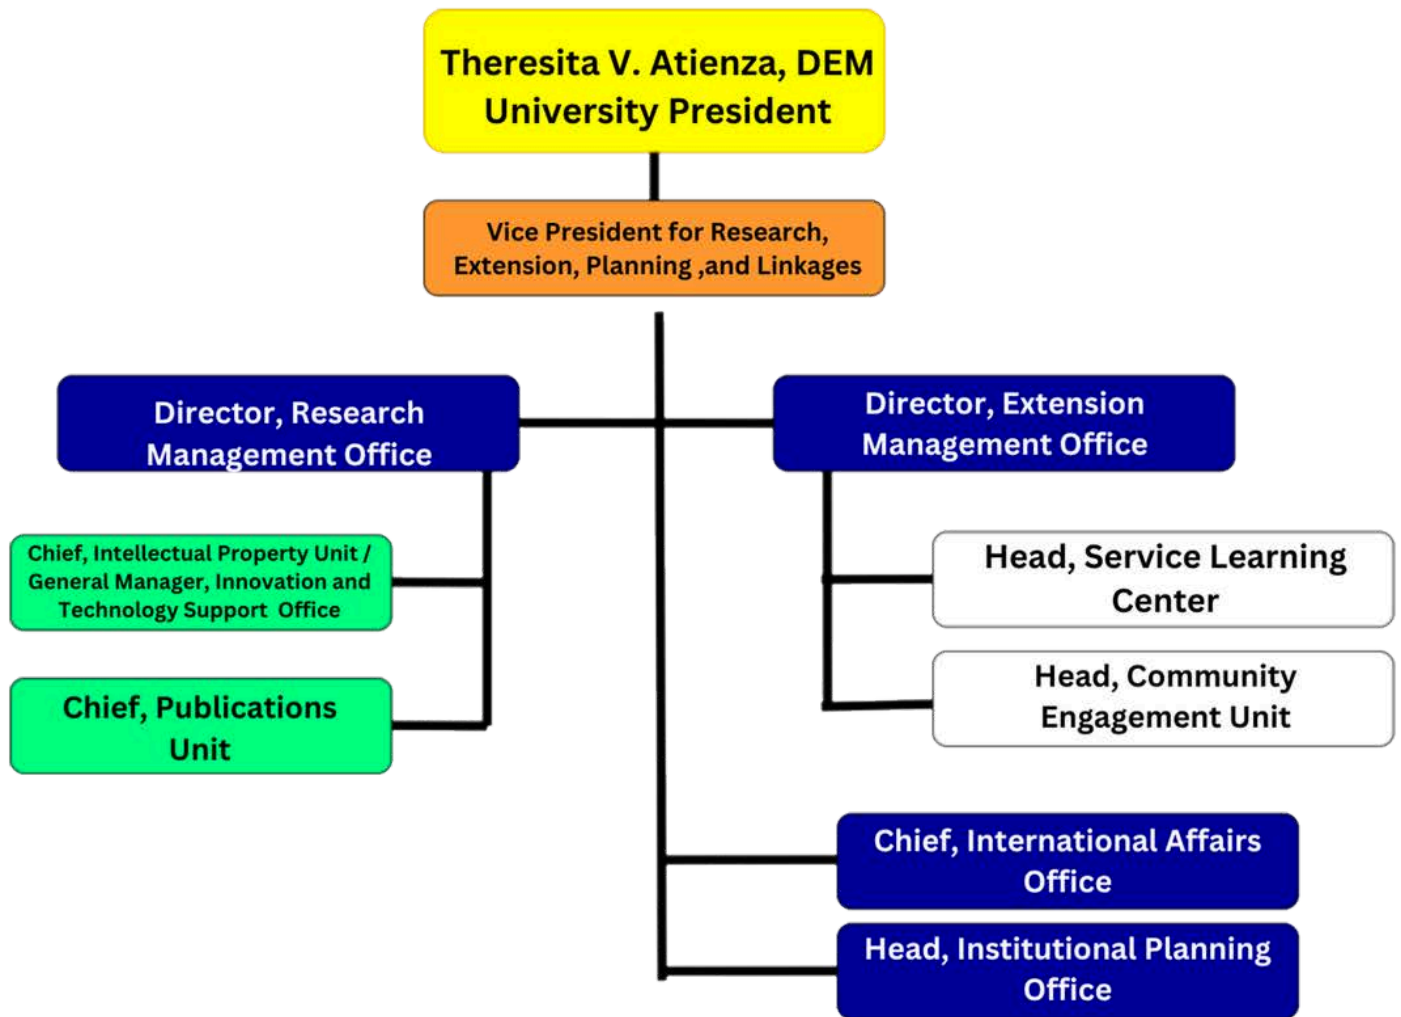 Theresita V. Atienza, DEM
University President
Vice President for Research,
Extension, Planning ,and Linkages
Director, Research
Management Office
Director, Extension
Management Office
Chief, Intellectual Property Unit /
General Manager, Innovation and
Technology Support Office
Head, Service Learning
Center
Chief, Publications
Unit
Head, Community
Engagement Unit
Chief, International Affairs
Office
Head, Institutional Planning
Office